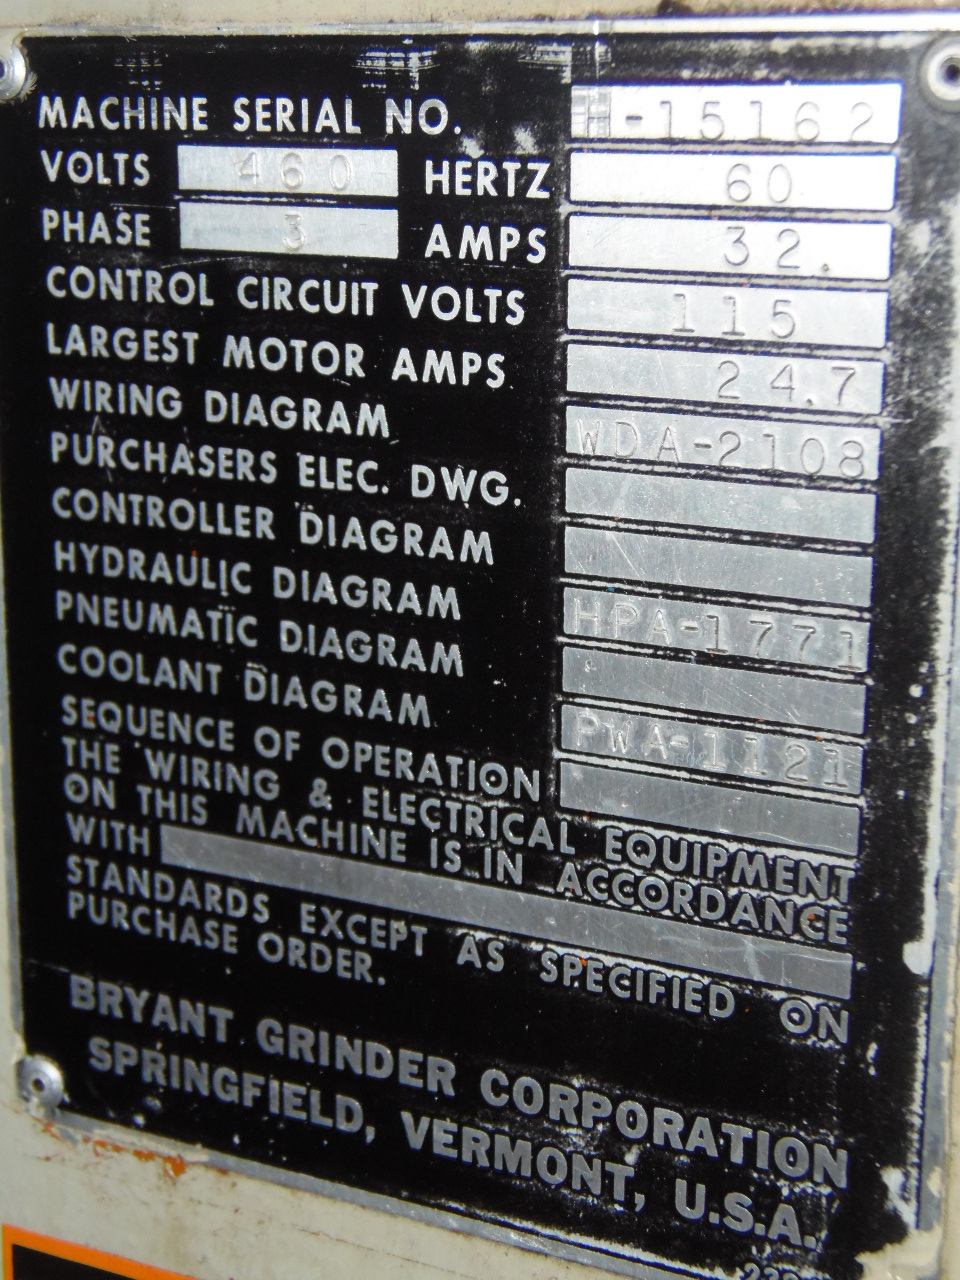 MACHINE SERIAL NO. H-15162
VOLTS 460 HERTZ 60
PHASE 3 AMPS 32.
CONTROL CIRCUIT VOLTS 115
LARGEST MOTOR AMPS 24.7
WIRING DIAGRAM WDA-2108
PURCHASERS ELEC. DWG.
CONTROLLER DIAGRAM
HYDRAULIC DIAGRAM HPA-1771
PNEUMATIC DIAGRAM
COOLANT DIAGRAM PWA-1121
SEQUENCE OF OPERATION
THE WIRING & ELECTRICAL EQUIPMENT
ON THIS MACHINE IS IN ACCORDANCE
WITH
STANDARDS EXCEPT AS SPECIFIED ON
PURCHASE ORDER.
BRYANT GRINDER CORPORATION
SPRINGFIELD, VERMONT, U.S.A.